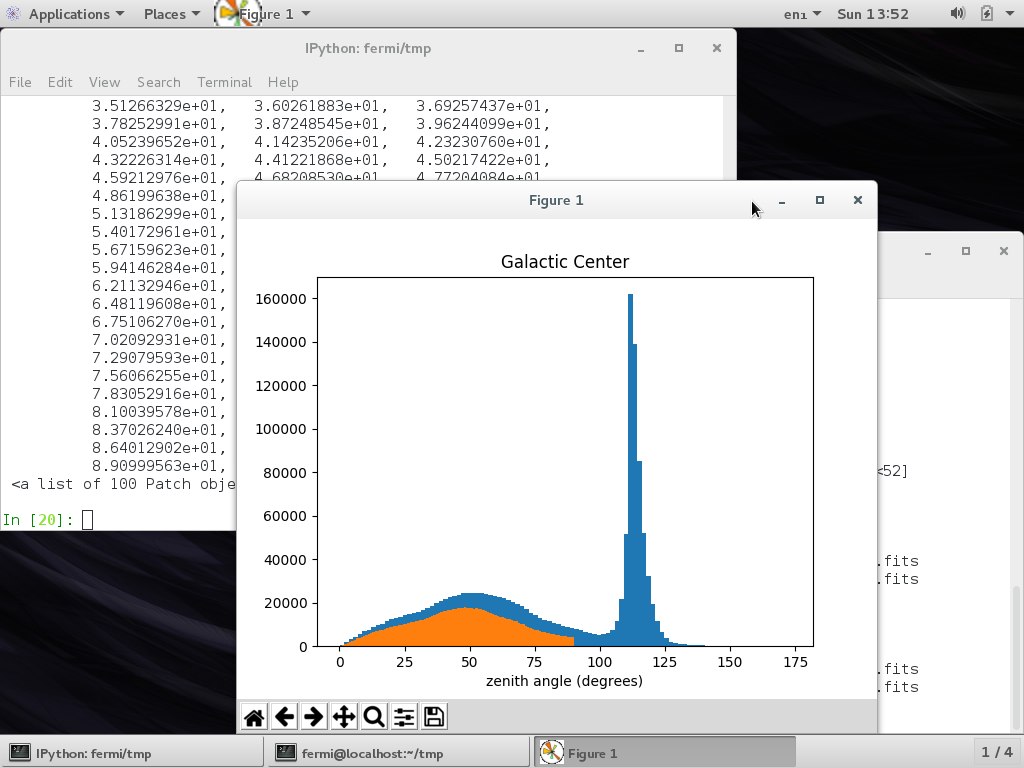 Applications Places Figure 1 en₁ Sun 13:52
IPython: fermi/tmp
File Edit View Search Terminal Help
3.51266329e+01, 3.60261883e+01, 3.69257437e+01,
3.78252991e+01, 3.87248545e+01, 3.96244099e+01,
4.05239652e+01, 4.14235206e+01, 4.23230760e+01,
4.32226314e+01, 4.41221868e+01, 4.50217422e+01,
4.59212976e+01, 4.68208530e+01, 4.77204084e+01,
4.86199638e+01,
5.13186299e+01,
5.40172961e+01,
5.67159623e+01,
5.94146284e+01,
6.21132946e+01,
6.48119608e+01,
6.75106270e+01,
7.02092931e+01,
7.29079593e+01,
7.56066255e+01,
7.83052916e+01,
8.10039578e+01,
8.37026240e+01,
8.64012902e+01,
8.90999563e+01,
<a list of 100 Patch obje
In [20]:
Figure 1
Galactic Center
160000
140000
120000
100000
80000
60000
40000
20000
0
0 25 50 75 100 125 150 175
zenith angle (degrees)
<52]
.fits
.fits
.fits
.fits
IPython: fermi/tmp fermi@localhost:~/tmp Figure 1 1 / 4